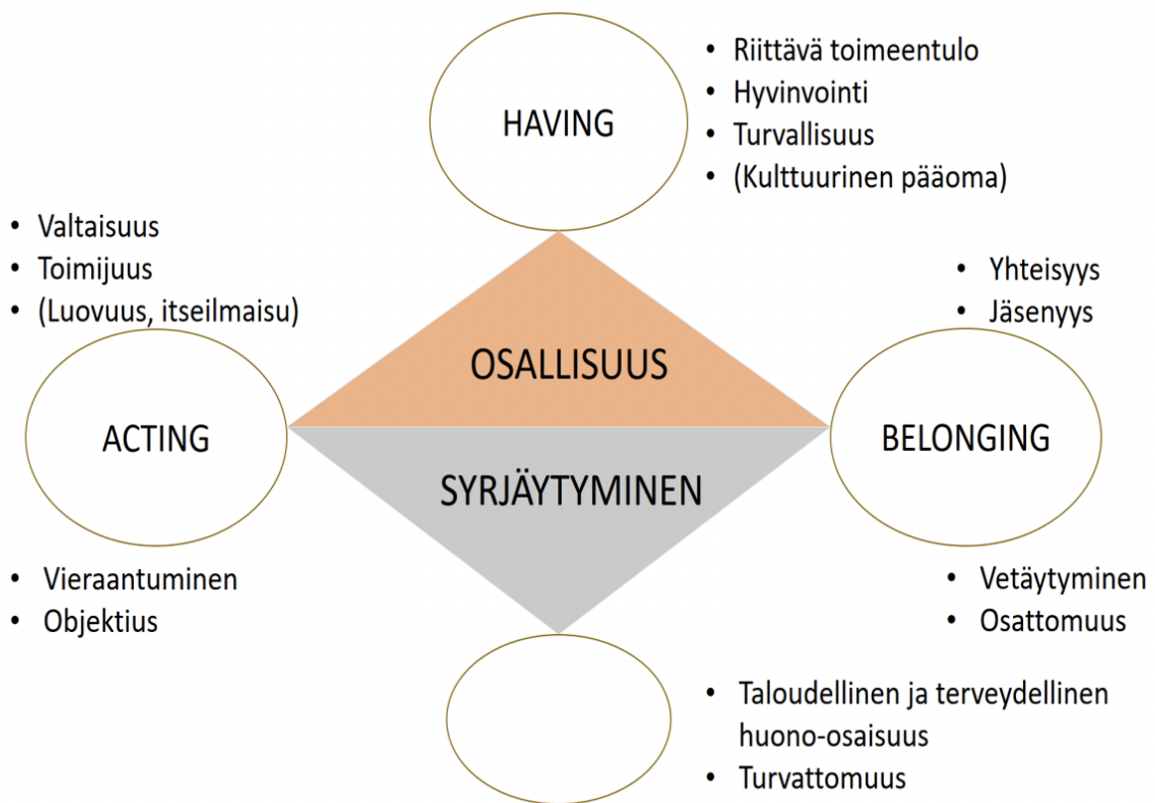 HAVING
• Riittävä toimeentulo
• Hyvinvointi
• Turvallisuus
• (Kulttuurinen pääoma)
• Valtaisuus
• Toimijuus
• (Luovuus, itseilmaisu)
• Yhteisyys
• Jäsenyys
OSALLISUUS
ACTING
BELONGING
SYRJÄYTYMINEN
• Vieraantuminen
• Objektius
• Vetäytyminen
• Osattomuus
• Taloudellinen ja terveydellinen
huono-osaisuus
• Turvattomuus